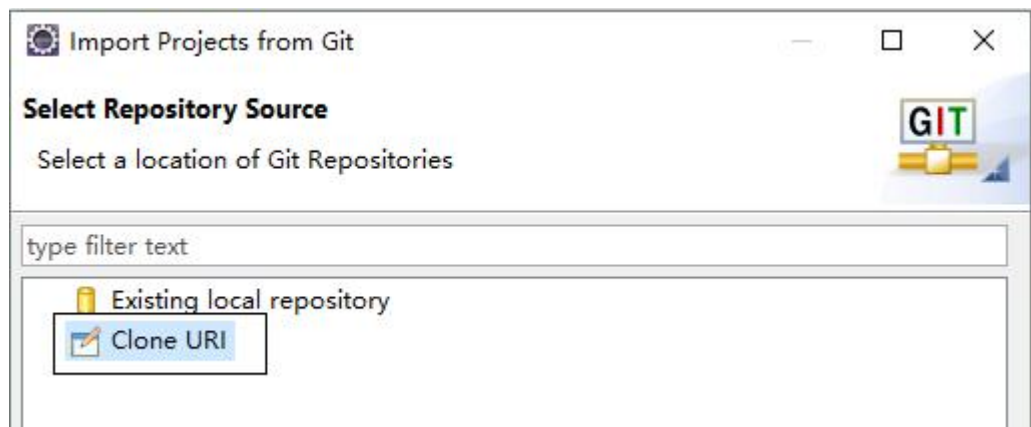 Import Projects from Git
Select Repository Source
Select a location of Git Repositories
GIT
type filter text
Existing local repository
Clone URI